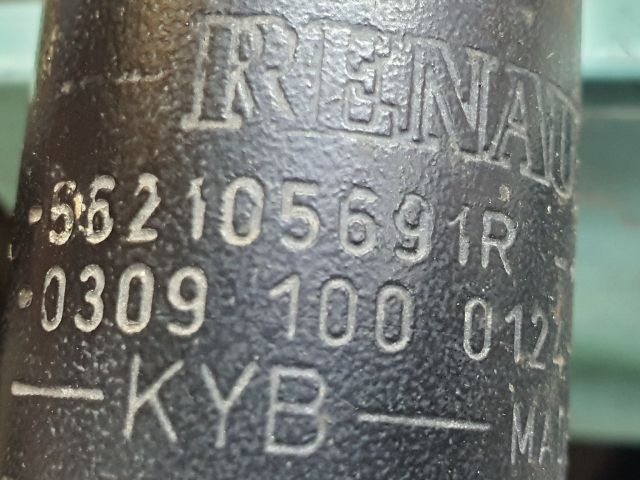 RENAU
·562105691R
·0309 100 012
—KYB— MA